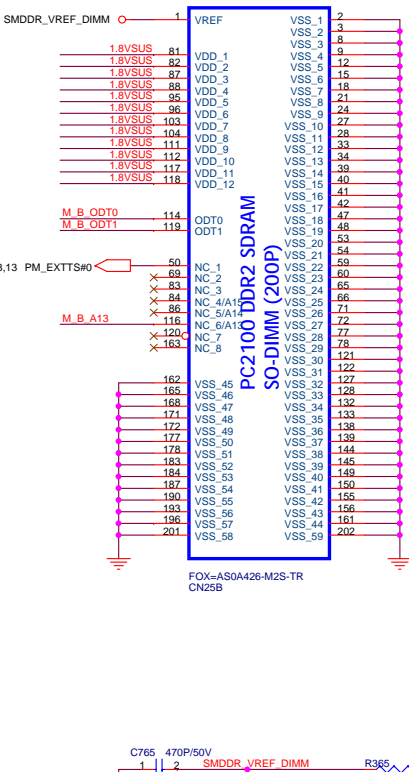 SMDDR_VREF_DIMM 1 VREF
1.8VSUS 81 VDD_1
1.8VSUS 82 VDD_2
1.8VSUS 87 VDD_3
1.8VSUS 88 VDD_4
1.8VSUS 95 VDD_5
1.8VSUS 96 VDD_6
1.8VSUS 103 VDD_7
1.8VSUS 104 VDD_8
1.8VSUS 111 VDD_9
1.8VSUS 112 VDD_10
1.8VSUS 117 VDD_11
1.8VSUS 118 VDD_12
M_B_ODT0 114 ODT0
M_B_ODT1 119 ODT1
,13 PM_EXTTS#0 50 NC_1
69 NC_2
83 NC_3
84 NC_4/A15
86 NC_5/A14
M_B_A13 116 NC_6/A13
120 NC_7
163 NC_8
162 VSS_45
165 VSS_46
168 VSS_47
171 VSS_48
172 VSS_49
177 VSS_50
178 VSS_51
183 VSS_52
184 VSS_53
187 VSS_54
190 VSS_55
193 VSS_56
196 VSS_57
201 VSS_58
PC2100 DDR2 SDRAM
SO-DIMM (200P)
VSS_1 2
VSS_2 3
VSS_3 8
VSS_4 9
VSS_5 12
VSS_6 15
VSS_7 18
VSS_8 21
VSS_9 24
VSS_10 27
VSS_11 28
VSS_12 33
VSS_13 34
VSS_14 39
VSS_15 40
VSS_16 41
VSS_17 42
VSS_18 47
VSS_19 48
VSS_20 53
VSS_21 54
VSS_22 59
VSS_23 60
VSS_24 65
VSS_25 66
VSS_26 71
VSS_27 72
VSS_28 77
VSS_29 78
VSS_30 121
VSS_31 122
VSS_32 127
VSS_33 128
VSS_34 132
VSS_35 133
VSS_36 138
VSS_37 139
VSS_38 144
VSS_39 145
VSS_40 149
VSS_41 150
VSS_42 155
VSS_43 156
VSS_44 161
VSS_59 202
FOX=AS0A426-M2S-TR
CN25B
C765 470P/50V
1 2 SMDDR_VREF_DIMM R365